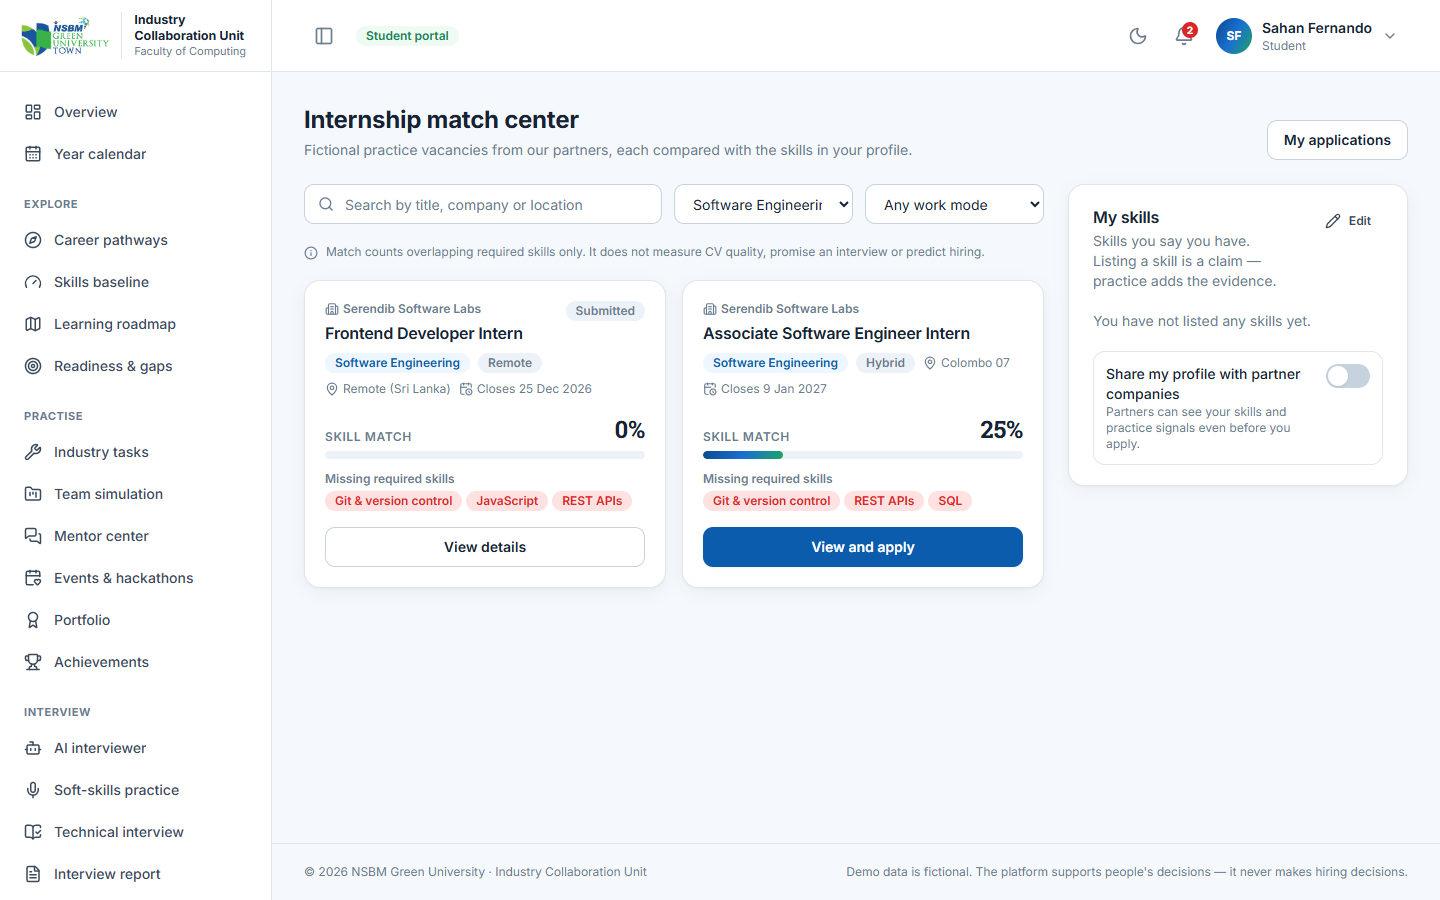 NSBM
GREEN
UNIVERSITY
TOWN
Industry
Collaboration Unit
Faculty of Computing
Student portal
2
SF
Sahan Fernando
Student
Overview
Year calendar
EXPLORE
Career pathways
Skills baseline
Learning roadmap
Readiness & gaps
PRACTISE
Industry tasks
Team simulation
Mentor center
Events & hackathons
Portfolio
Achievements
INTERVIEW
AI interviewer
Soft-skills practice
Technical interview
Interview report
Internship match center
Fictional practice vacancies from our partners, each compared with the skills in your profile.
My applications
Search by title, company or location
Software Engineerir
Any work mode
Match counts overlapping required skills only. It does not measure CV quality, promise an interview or predict hiring.
Serendib Software Labs
Submitted
Frontend Developer Intern
Software Engineering Remote
Remote (Sri Lanka) Closes 25 Dec 2026
SKILL MATCH 0%
Missing required skills
Git & version control JavaScript REST APIs
View details
Serendib Software Labs
Associate Software Engineer Intern
Software Engineering Hybrid Colombo 07
Closes 9 Jan 2027
SKILL MATCH 25%
Missing required skills
Git & version control REST APIs SQL
View and apply
My skills
Edit
Skills you say you have.
Listing a skill is a claim —
practice adds the evidence.
You have not listed any skills yet.
Share my profile with partner
companies
Partners can see your skills and
practice signals even before you
apply.
© 2026 NSBM Green University · Industry Collaboration Unit
Demo data is fictional. The platform supports people's decisions — it never makes hiring decisions.